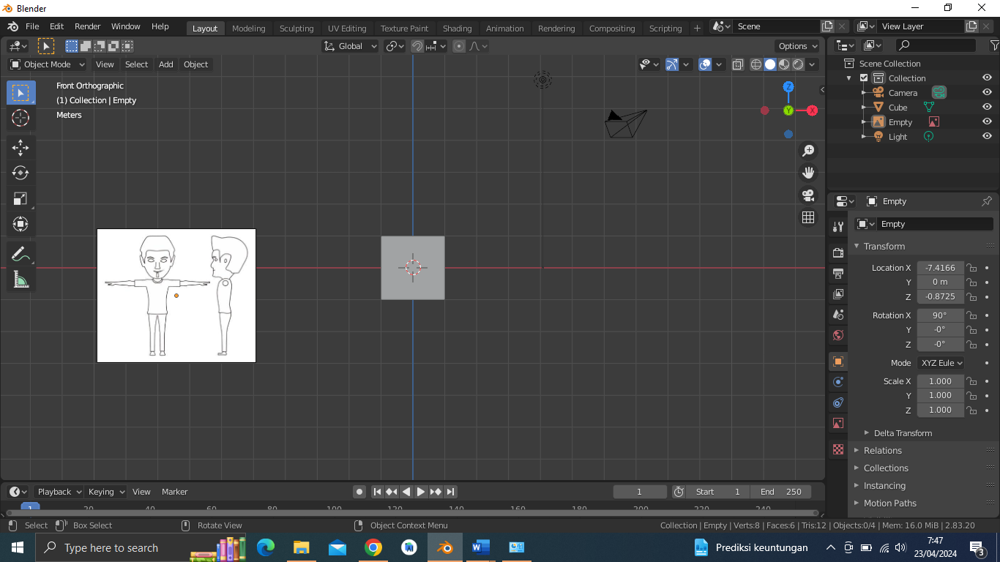 Blender
File Edit Render Window Help Layout Modeling Sculpting UV Editing Texture Paint Shading Animation Rendering Compositing Scripting + Scene View Layer
Global Options
Object Mode View Select Add Object
Front Orthographic
(1) Collection | Empty
Meters
Z
Y
X
Scene Collection
Collection
Camera
Cube
Empty
Light
Empty
Empty
Transform
Location X -7.4166
Y 0 m
Z -0.8725
Rotation X 90°
Y -0°
Z -0°
Mode XYZ Eule
Scale X 1.000
Y 1.000
Z 1.000
Delta Transform
Relations
Collections
Instancing
Motion Paths
Playback Keying View Marker 1 Start 1 End 250
1 20 40 60 80 100 120 140 160 180 200 220 240
Select Box Select Rotate View Object Context Menu Collection | Empty | Verts:8 | Faces:6 | Tris:12 | Objects:0/4 | Mem: 16.0 MiB | 2.83.20
Type here to search Prediksi keuntungan 7:47
23/04/2024 3